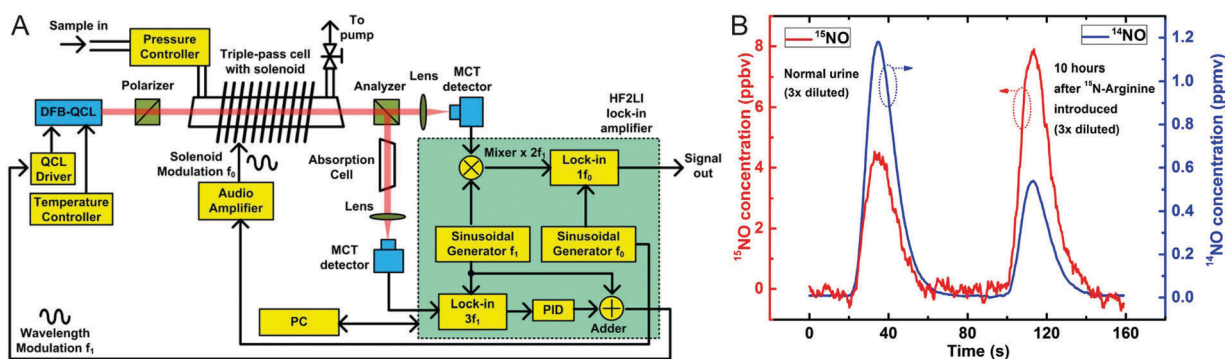 A
Sample in
Pressure
Controller
To
pump
Triple-pass cell
with solenoid
Polarizer
Analyzer
Lens
MCT
detector
HF2LI
lock-in
amplifier
DFB-QCL
QCL
Driver
Temperature
Controller
Solenoid
Modulation f₀
Audio
Amplifier
Absorption
Cell
Lens
MCT
detector
Mixer x 2f₁
Lock-in
1f₀
Signal
out
Sinusoidal
Generator f₁
Sinusoidal
Generator f₀
Lock-in
3f₁
PID
Adder
PC
Wavelength
Modulation f₁
B
¹⁵NO
¹⁴NO
Normal urine
(3x diluted)
10 hours
after ¹⁵N-Arginine
introduced
(3x diluted)
¹⁵NO concentration (ppbv)
8
6
4
2
0
¹⁴NO concentration (ppmv)
1.2
1.0
0.8
0.6
0.4
0.2
0.0
0 40 80 120 160
Time (s)